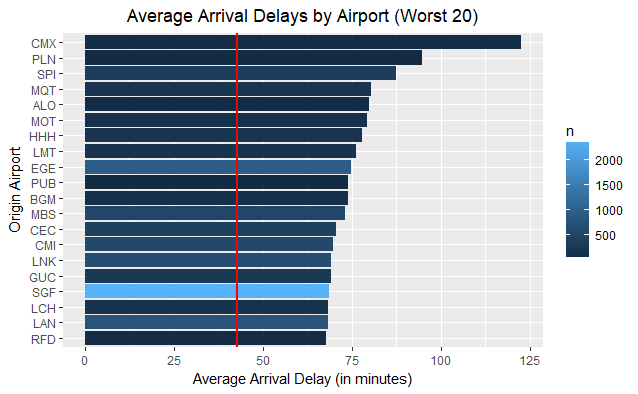 Average Arrival Delays by Airport (Worst 20)
Origin Airport
CMX
PLN
SPI
MQT
ALO
MOT
HHH
LMT
EGE
PUB
BGM
MBS
CEC
CMI
LNK
GUC
SGF
LCH
LAN
RFD
0 25 50 75 100 125
Average Arrival Delay (in minutes)
n
2000
1500
1000
500